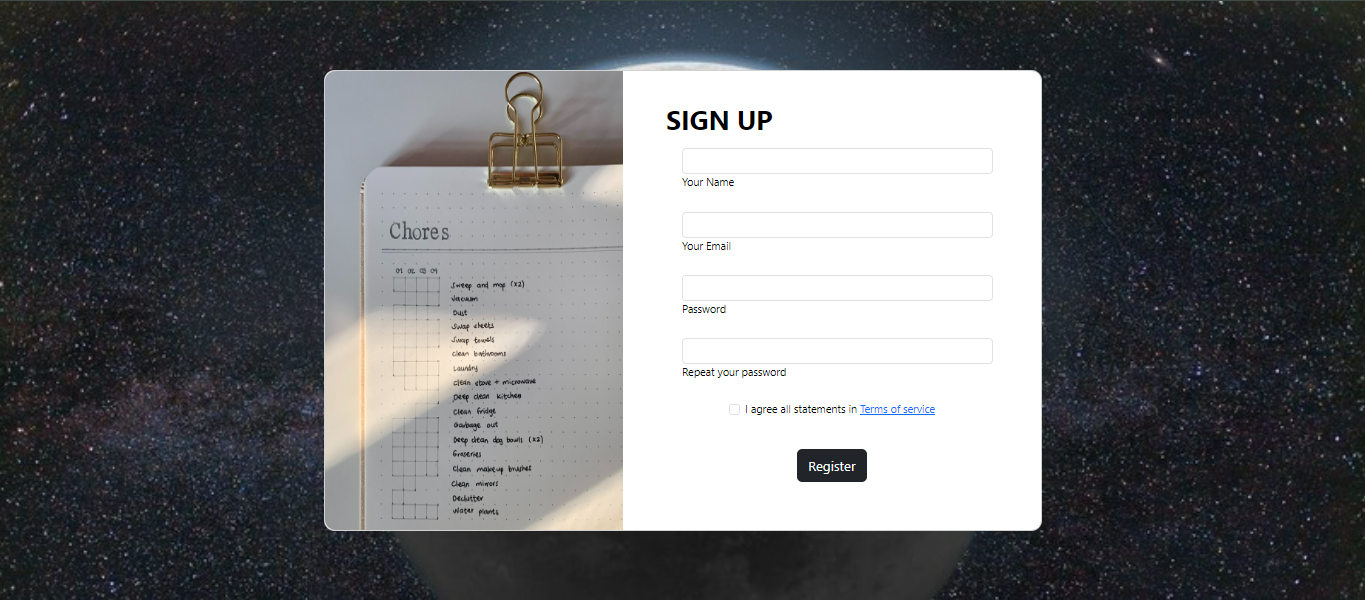 Chores
01 02 03 04
Sweep and mop (x2)
Vacuum
Dust
Swap sheets
Swap towels
clean bathrooms
Laundry
clean stove + microwave
Deep clean kitchen
Clean fridge
Garbage out
Deep clean dog bowls (x2)
Groceries
Clean makeup brushes
Clean mirrors
Declutter
Water plants
SIGN UP
Your Name
Your Email
Password
Repeat your password
I agree all statements in Terms of service
Register